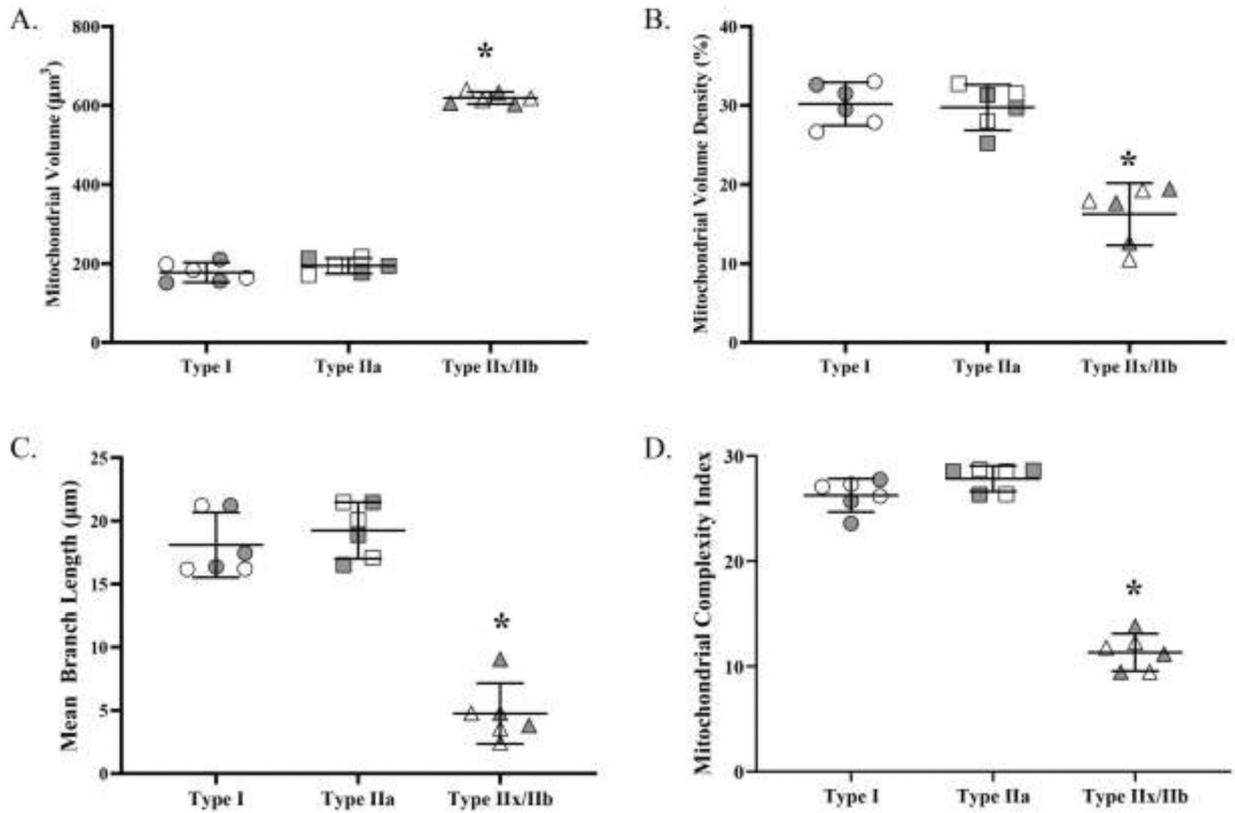 A.
Mitochondrial Volume (μm³)
800
600
400
200
0
*
Type I Type IIa Type IIx/IIb
B.
Mitochondrial Volume Density (%)
40
30
20
10
0
*
Type I Type IIa Type IIx/IIb
C.
Mean Branch Length (μm)
25
20
15
10
5
0
*
Type I Type IIa Type IIx/IIb
D.
Mitochondrial Complexity Index
30
20
10
0
*
Type I Type IIa Type IIx/IIb